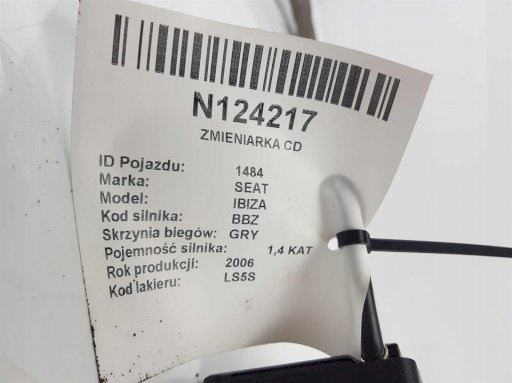 N124217
ZMIENIARKA CD
ID Pojazdu: 1484
Marka: SEAT
Model: IBIZA
Kod silnika: BBZ
Skrzynia biegów: GRY
Pojemność silnika: 1,4 KAT
Rok produkcji: 2006
Kod lakieru: LS5S